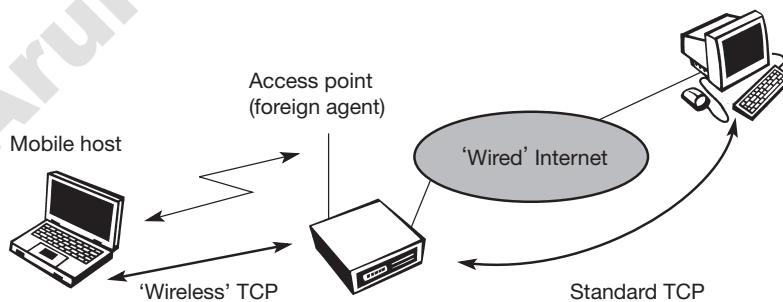 Access point
(foreign agent)
Mobile host
‘Wired’ Internet
‘Wireless’ TCP
Standard TCP